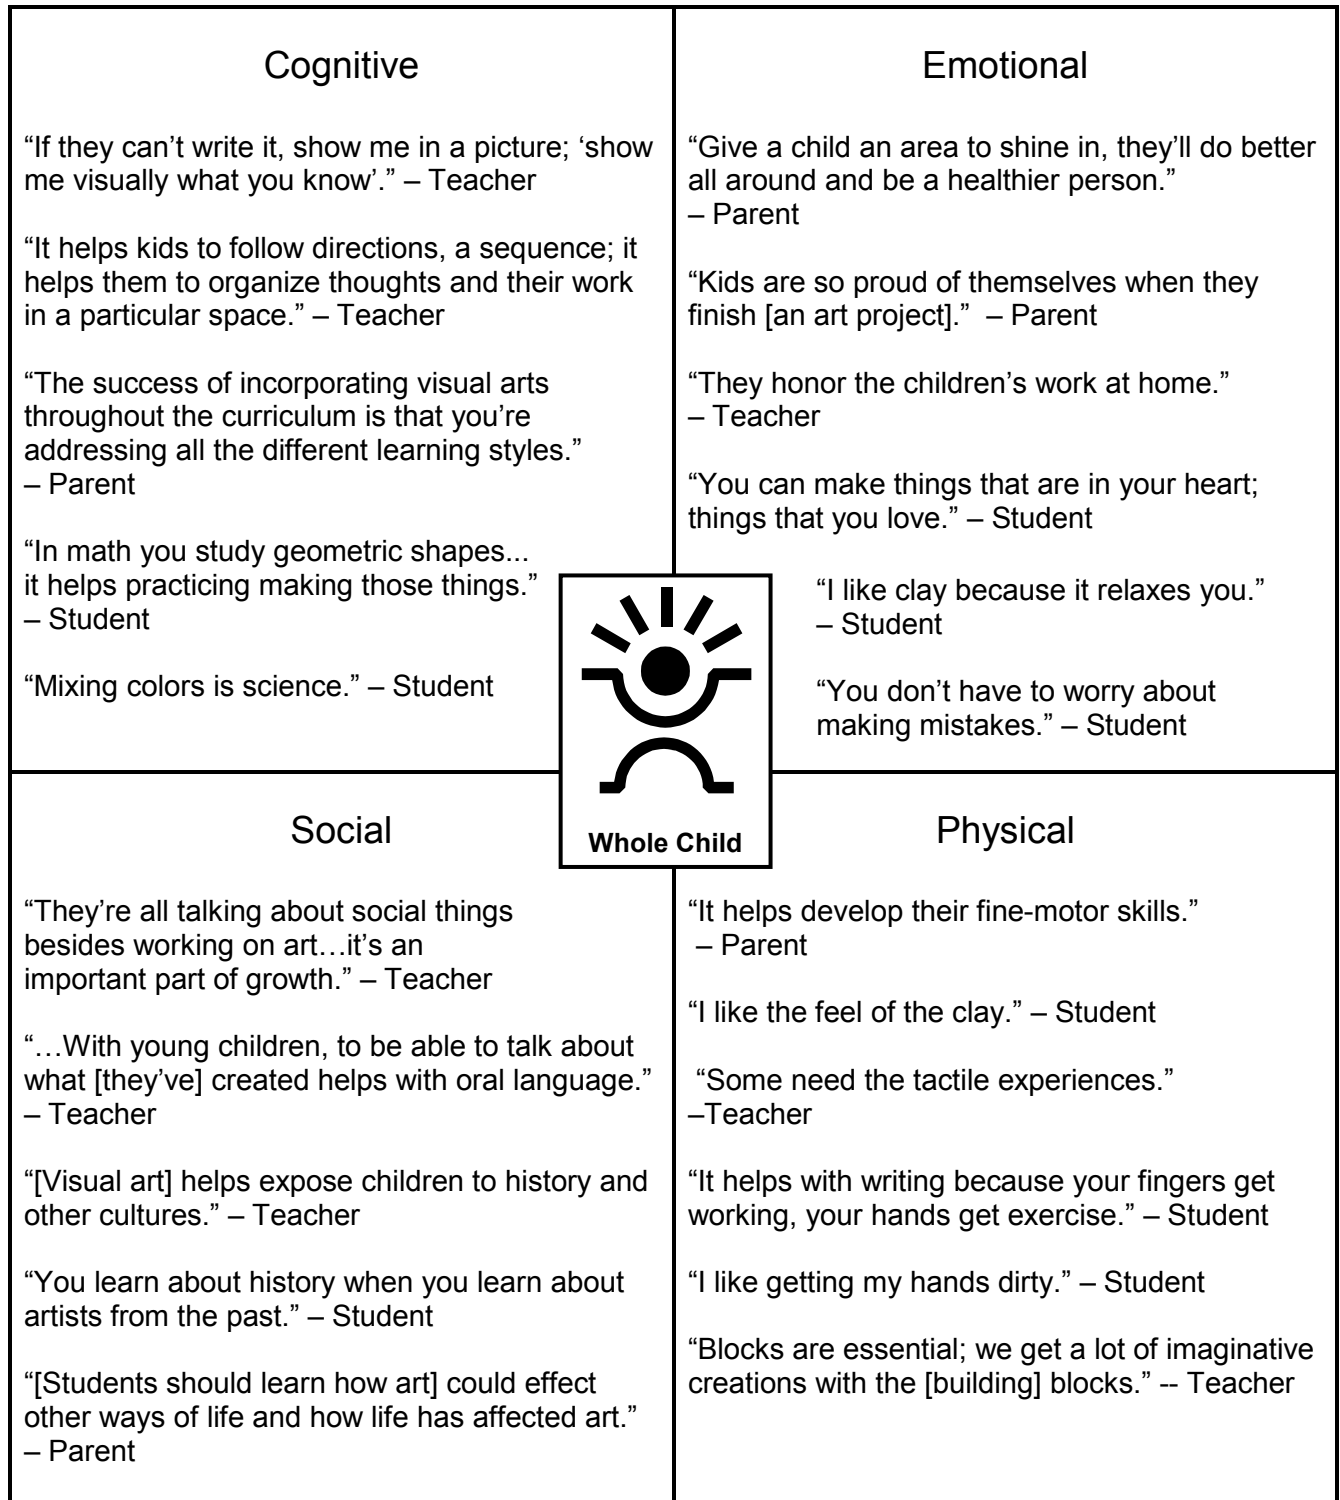 Cognitive
“If they can’t write it, show me in a picture; ‘show
me visually what you know’.” – Teacher
“It helps kids to follow directions, a sequence; it
helps them to organize thoughts and their work
in a particular space.” – Teacher
“The success of incorporating visual arts
throughout the curriculum is that you’re
addressing all the different learning styles.”
– Parent
“In math you study geometric shapes...
it helps practicing making those things.”
– Student
“Mixing colors is science.” – Student
Emotional
“Give a child an area to shine in, they’ll do better
all around and be a healthier person.”
– Parent
“Kids are so proud of themselves when they
finish [an art project].”  – Parent
“They honor the children’s work at home.”
– Teacher
“You can make things that are in your heart;
things that you love.” – Student
“I like clay because it relaxes you.”
– Student
“You don’t have to worry about
making mistakes.” – Student
Whole Child
Social
“They’re all talking about social things
besides working on art…it’s an
important part of growth.” – Teacher
“…With young children, to be able to talk about
what [they’ve] created helps with oral language.”
– Teacher
“[Visual art] helps expose children to history and
other cultures.” – Teacher
“You learn about history when you learn about
artists from the past.” – Student
“[Students should learn how art] could effect
other ways of life and how life has affected art.”
– Parent
Physical
“It helps develop their fine-motor skills.”
– Parent
“I like the feel of the clay.” – Student
“Some need the tactile experiences.”
–Teacher
“It helps with writing because your fingers get
working, your hands get exercise.” – Student
“I like getting my hands dirty.” – Student
“Blocks are essential; we get a lot of imaginative
creations with the [building] blocks.” -- Teacher